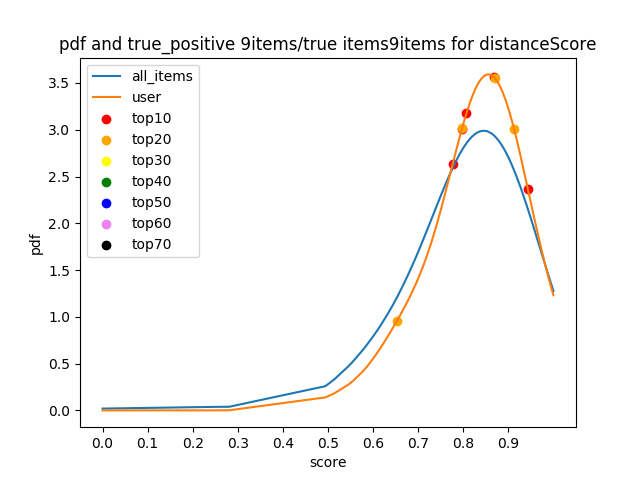 pdf and true_positive 9items/true items9items for distanceScore
all_items
user
top10
top20
top30
top40
top50
top60
top70
3.5
3.0
2.5
2.0
1.5
1.0
0.5
0.0
pdf
0.0 0.1 0.2 0.3 0.4 0.5 0.6 0.7 0.8 0.9
score